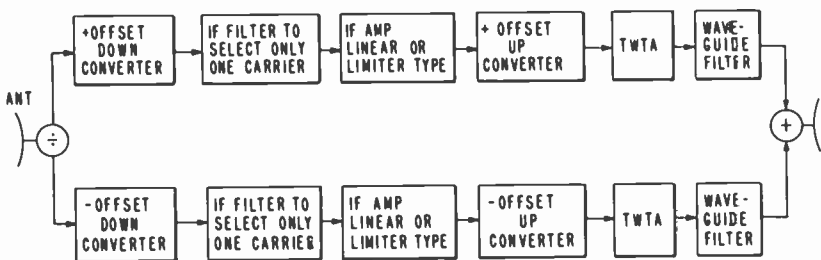 +OFFSET
DOWN
CONVERTER
IF FILTER TO
SELECT ONLY
ONE CARRIER
IF AMP
LINEAR OR
LIMITER TYPE
+ OFFSET
UP
CONVERTER
TWTA
WAVE-
GUIDE
FILTER
ANT
÷
+
-OFFSET
DOWN
CONVERTER
IF FILTER TO
SELECT ONLY
ONE CARRIER
IF AMP
LINEAR OR
LIMITER TYPE
-OFFSET
UP
CONVERTER
TWTA
WAVE-
GUIDE
FILTER